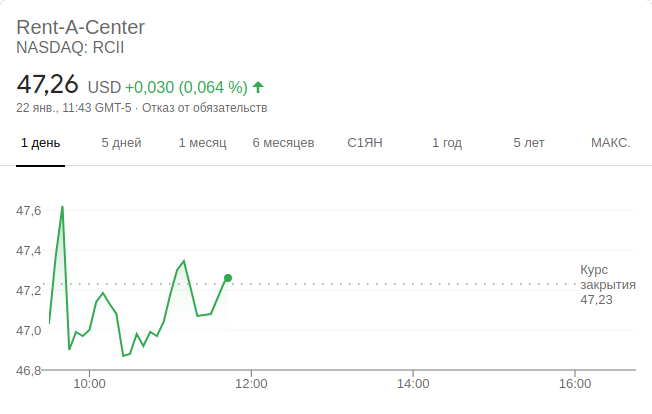 Rent-A-Center
NASDAQ: RCII
47,26 USD +0,030 (0,064 %)
22 янв., 11:43 GMT-5 · Отказ от обязательств
1 день 5 дней 1 месяц 6 месяцев С1ЯН 1 год 5 лет МАКС.
47,6
47,4
Курс
закрытия
47,23
47,2
47,0
46,8
10:00 12:00 14:00 16:00